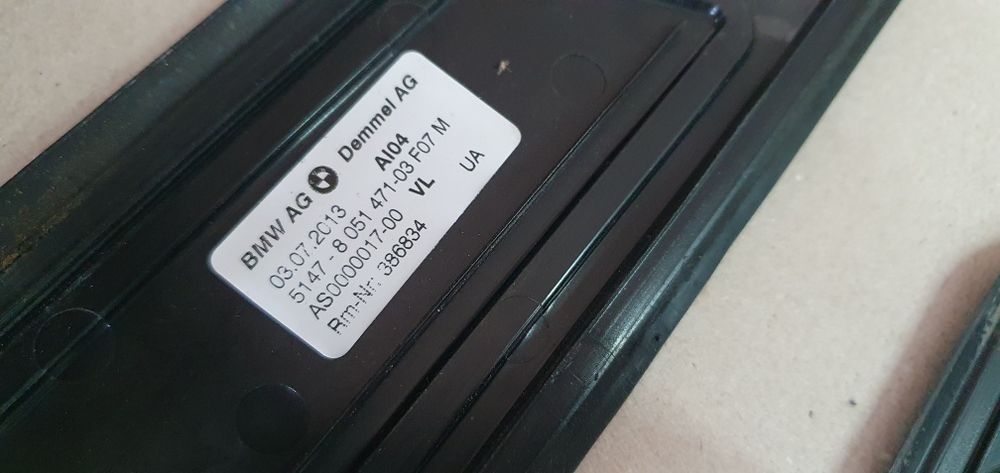 BMW AG Demmel AG
03.07.2013 AI04
5147 - 8 051 471-03 F07 M
AS0000017-00 VL UA
Rm-Nr: 386834